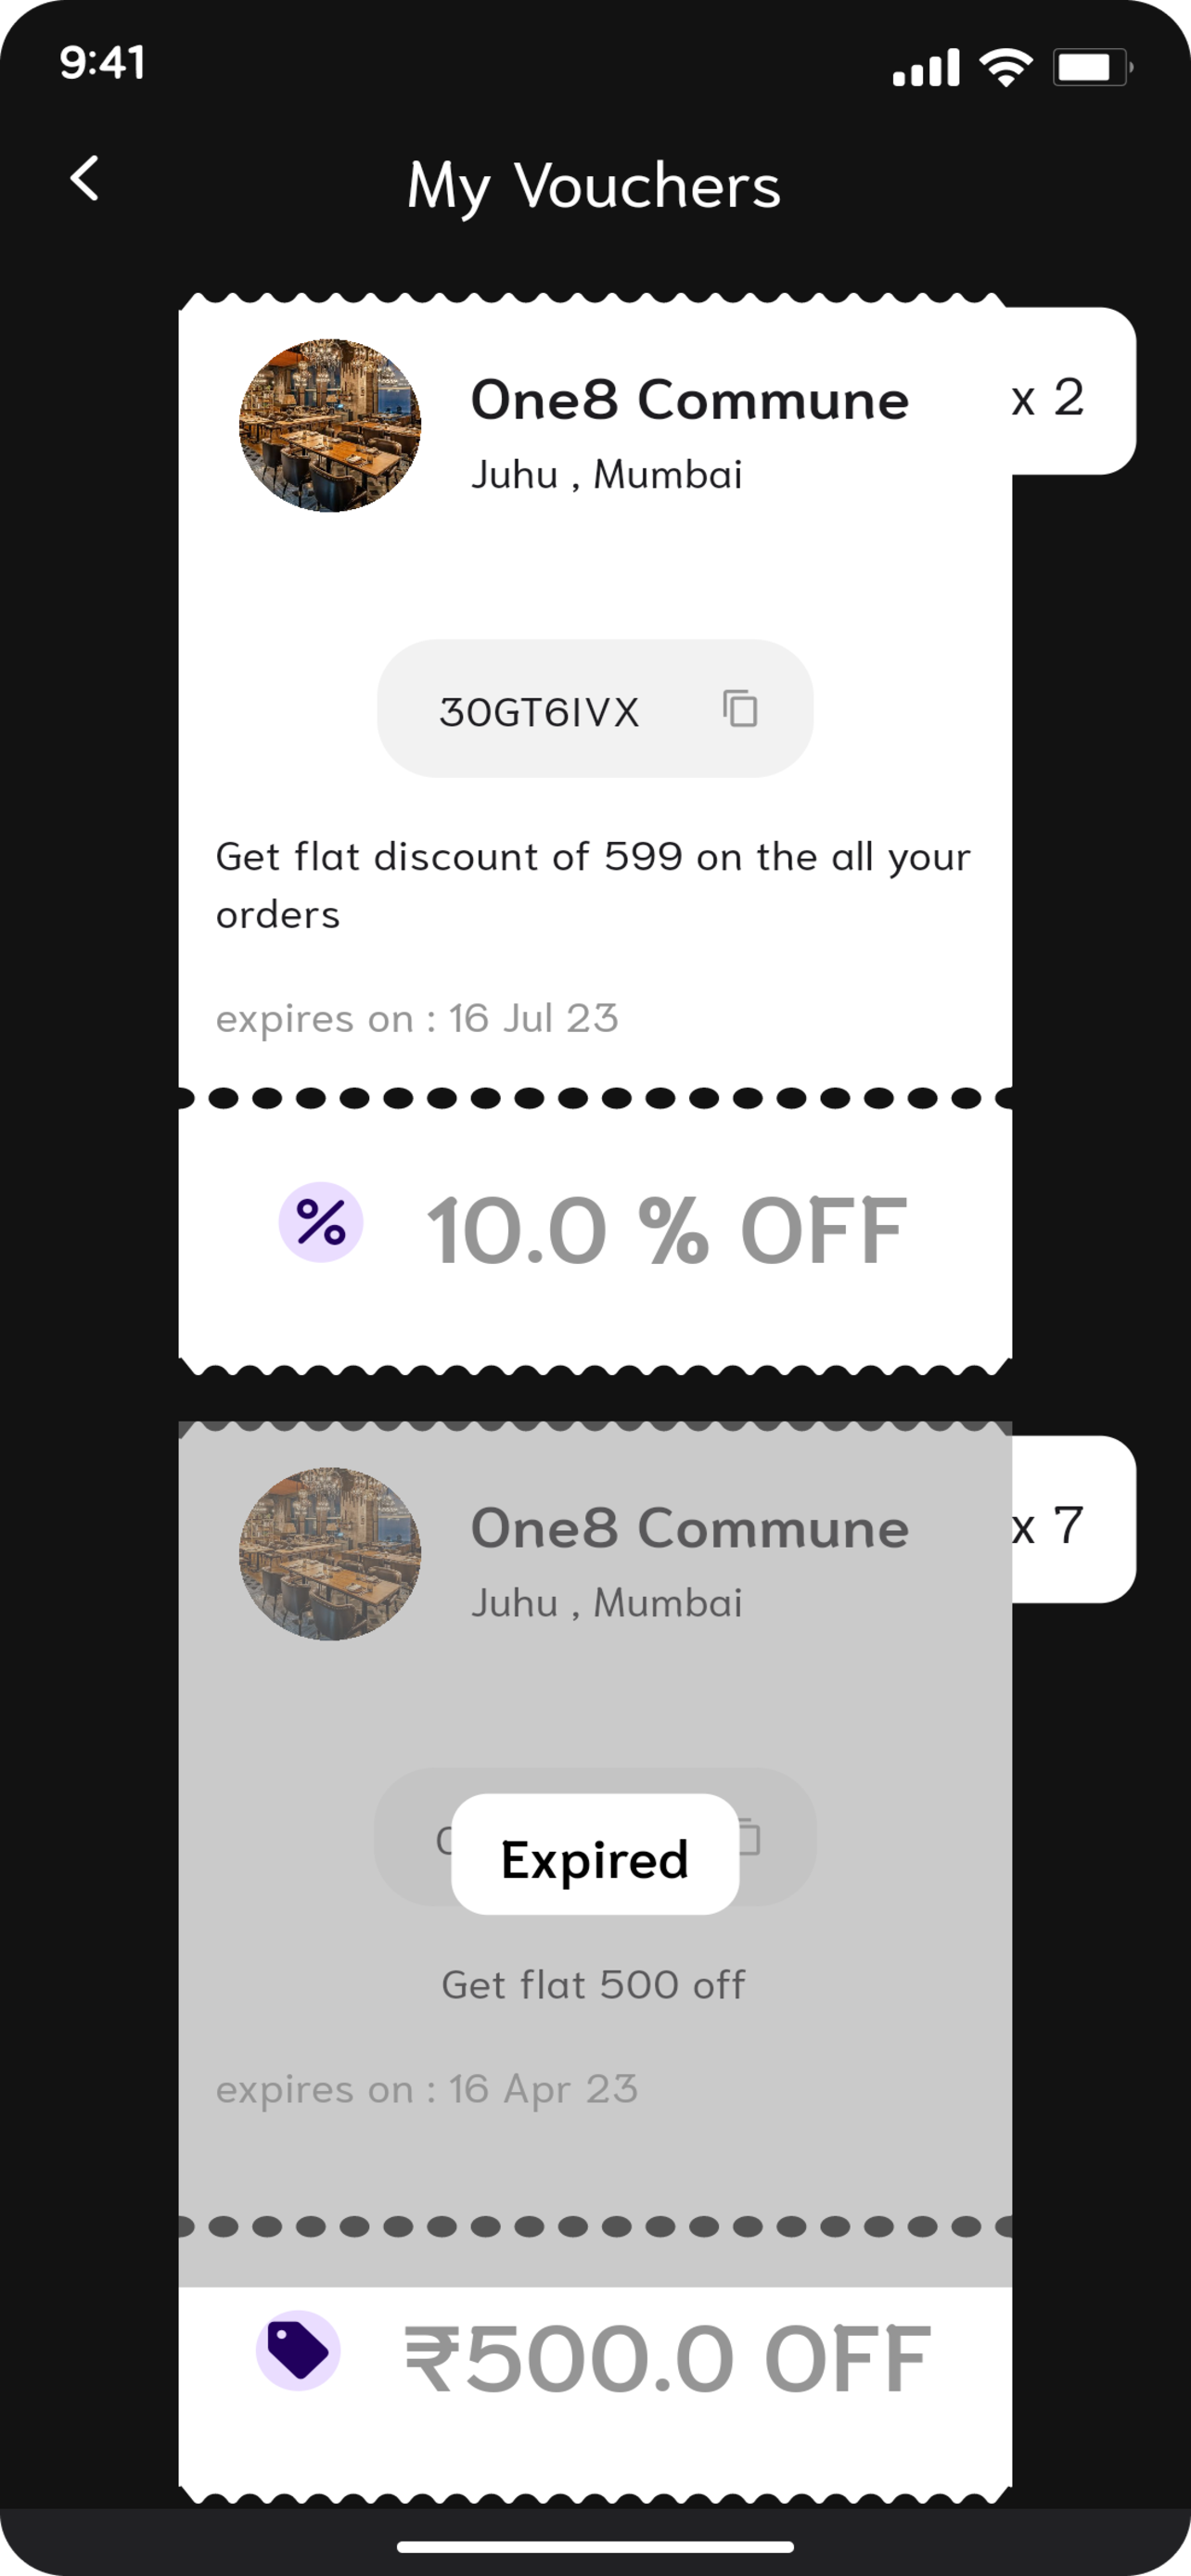 9:41
My Vouchers
One8 Commune
x 2
Juhu , Mumbai
30GT6IVX
Get flat discount of 599 on the all your
orders
expires on : 16 Jul 23
10.0 % OFF
One8 Commune
x 7
Juhu , Mumbai
Expired
Get flat 500 off
expires on : 16 Apr 23
₹500.0 OFF